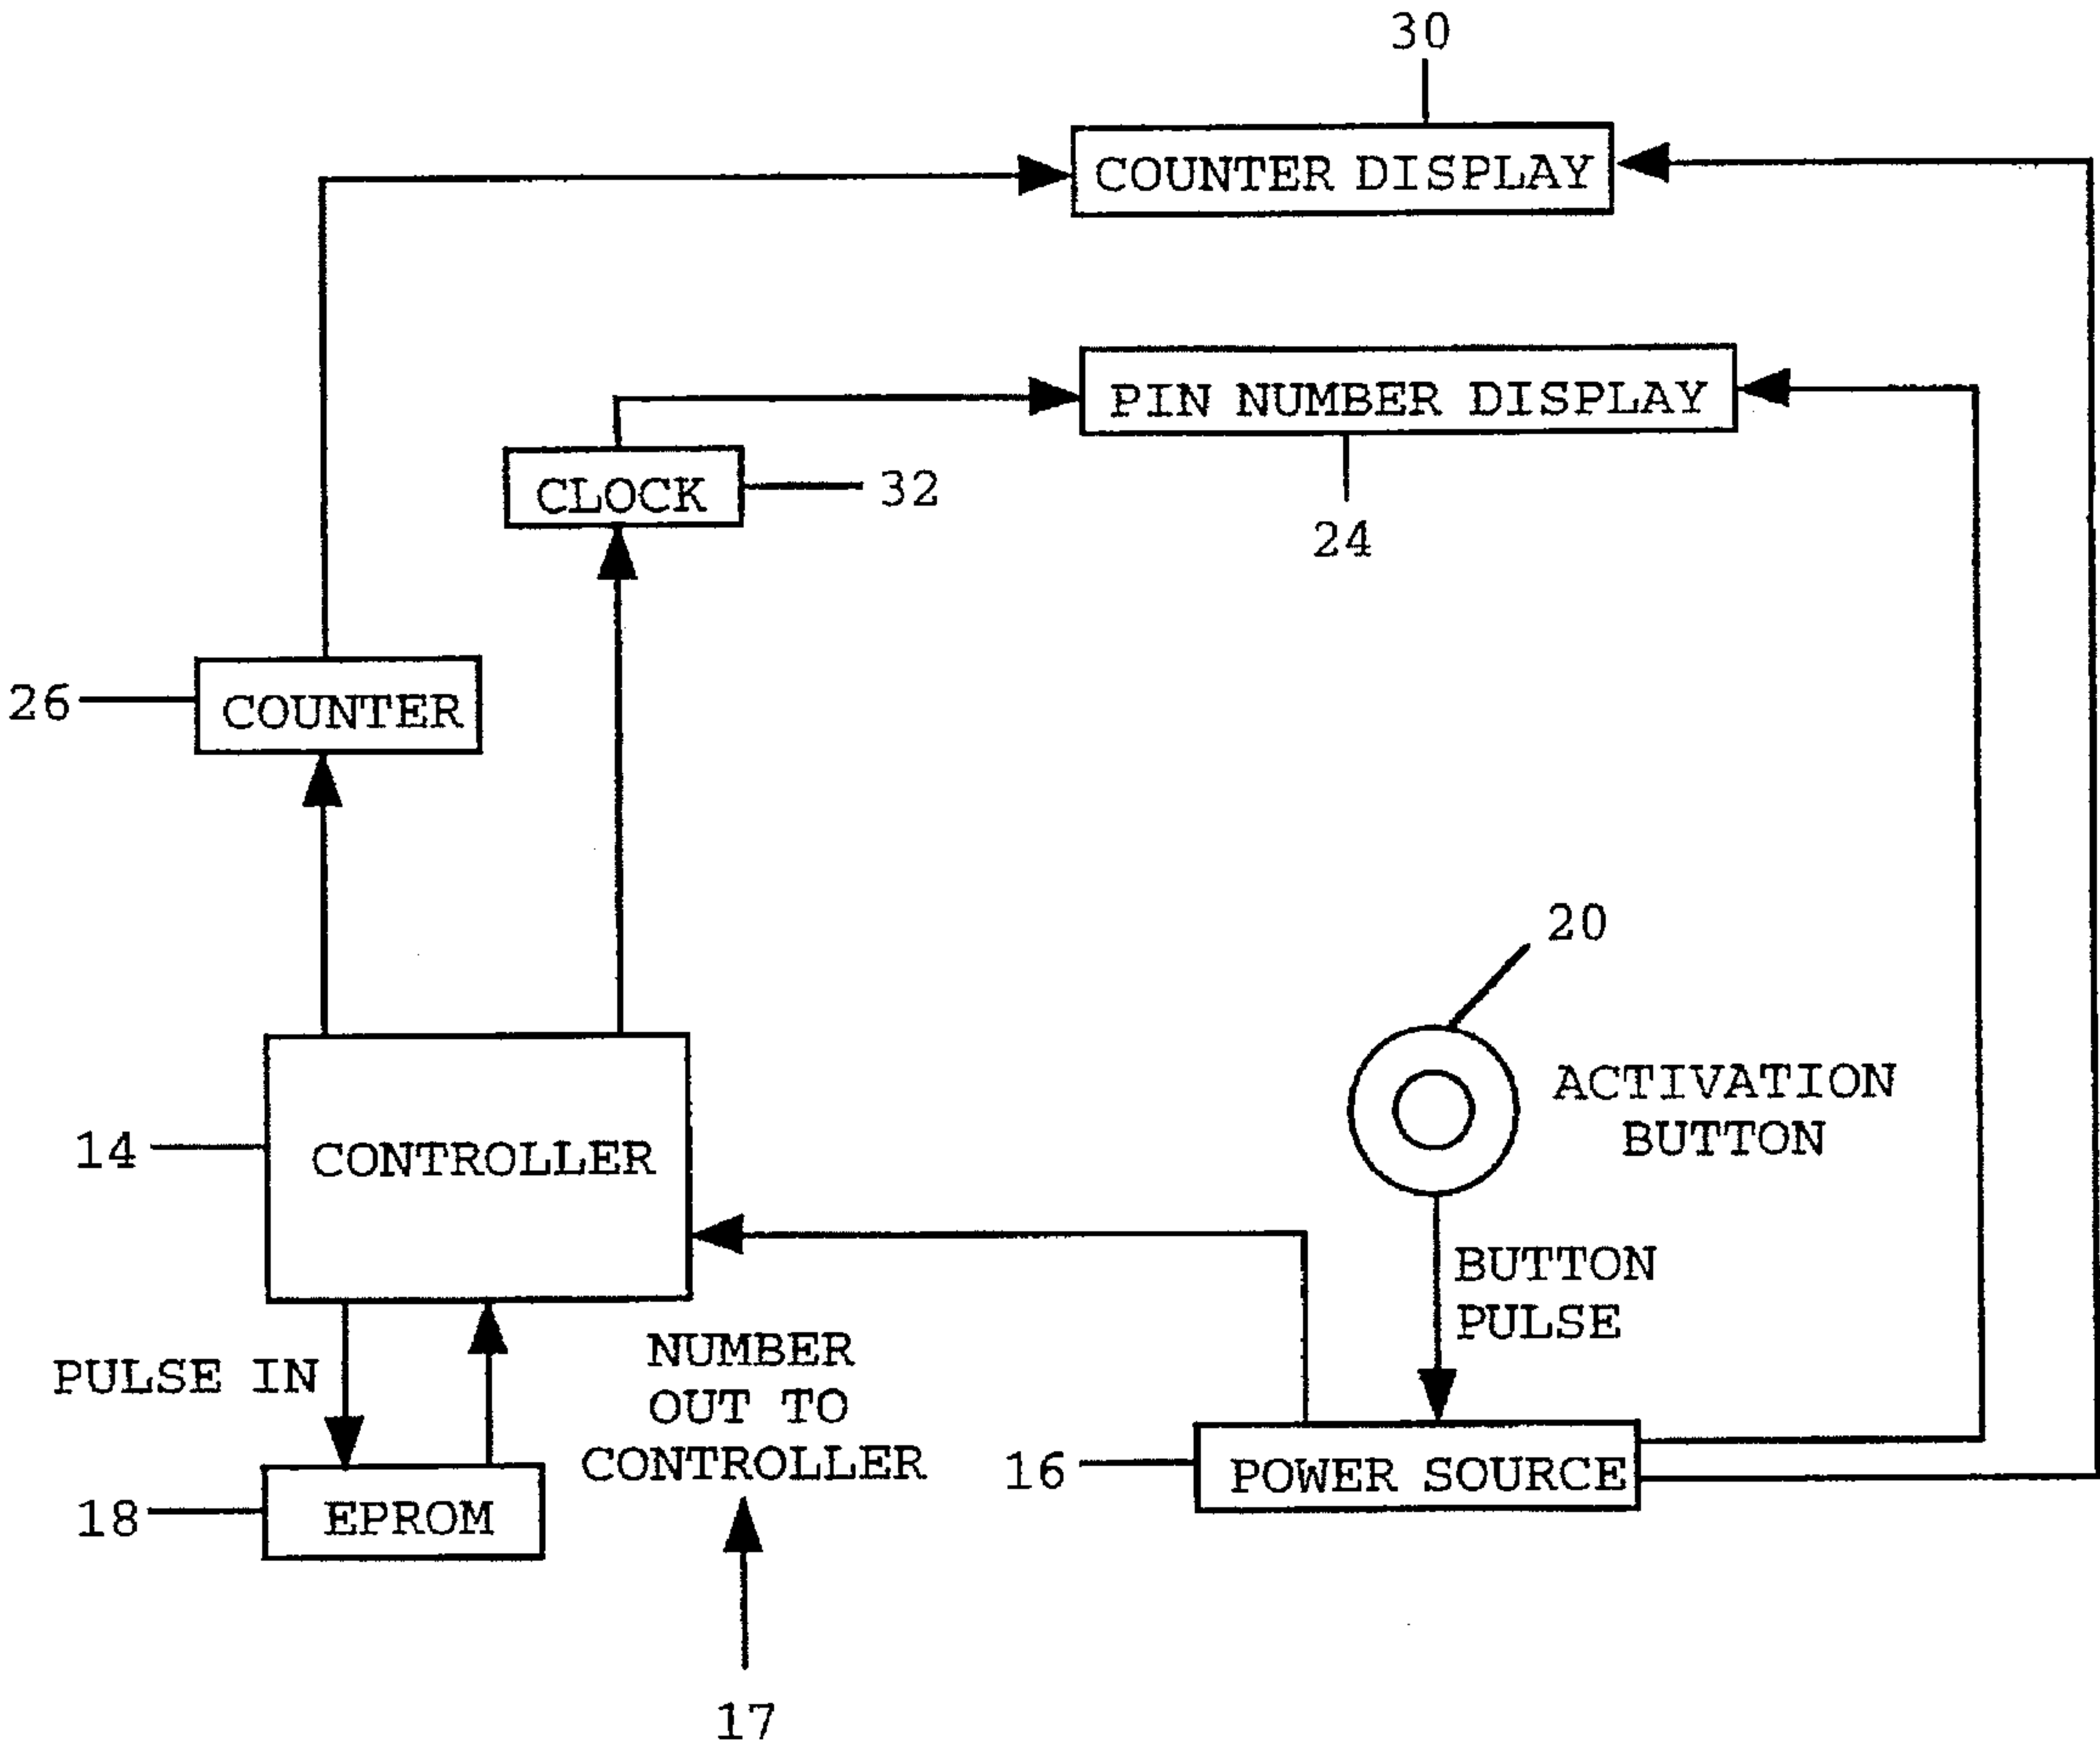 30
COUNTER DISPLAY
PIN NUMBER DISPLAY
CLOCK
32
24
26
COUNTER
20
ACTIVATION
BUTTON
14
CONTROLLER
BUTTON
PULSE
PULSE IN
NUMBER
OUT TO
CONTROLLER
16
POWER SOURCE
18
EPROM
17